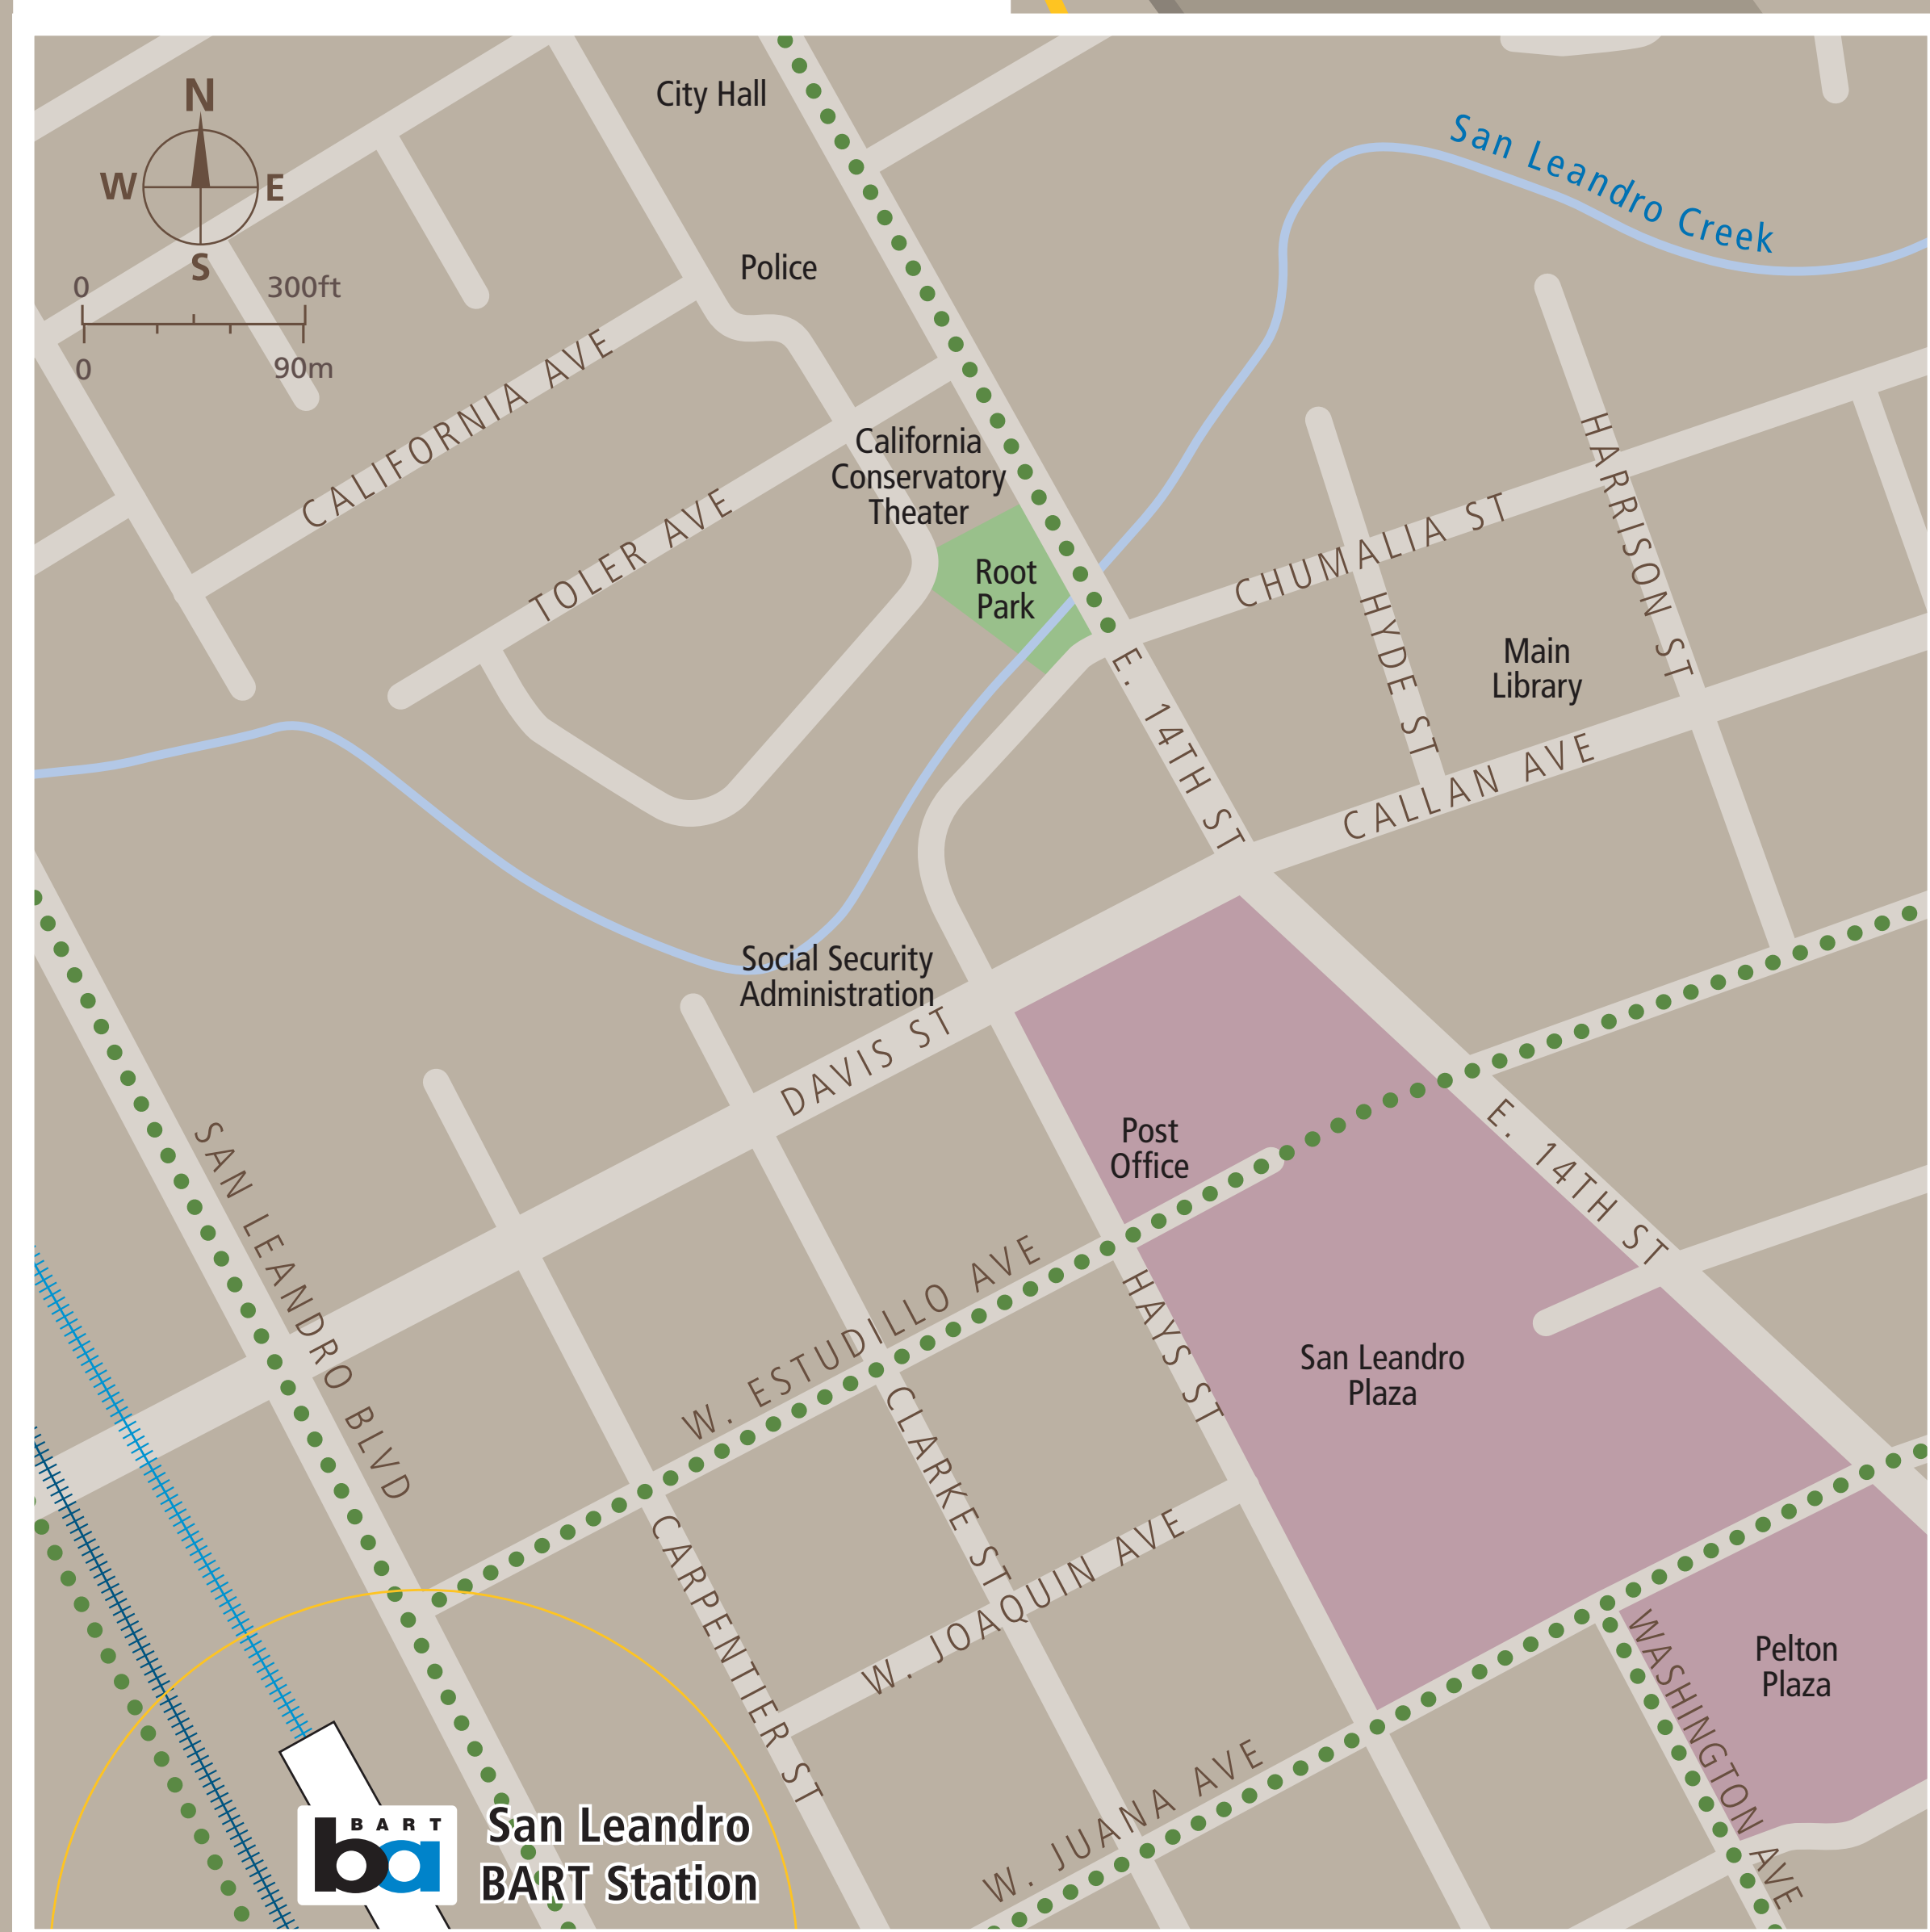 City Hall
N
W
E
S
0
300ft
0
90m
San Leandro Creek
Police
CALIFORNIA AVE
TOLER AVE
California
Conservatory
Theater
Root
Park
CHUMALIA ST
HARRISON ST
HYDE ST
Main
Library
E. 14TH ST
CALLAN AVE
Social Security
Administration
DAVIS ST
Post
Office
E. 14TH ST
SAN LEANDRO BLVD
W. ESTUDILLO AVE
HAYS ST
San Leandro
Plaza
CLARKE ST
CARPENTIER ST
W. JOAQUIN AVE
WASHINGTON AVE
Pelton
Plaza
W. JUANA AVE
BART
ba
San Leandro
BART Station